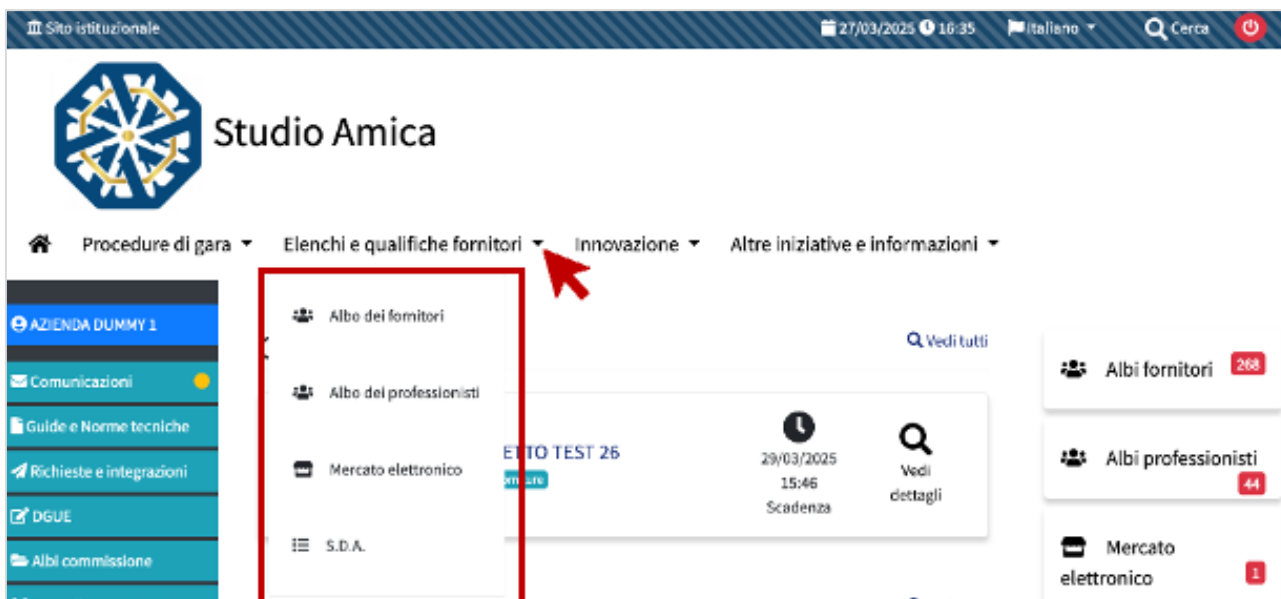 Sito istituzionale
27/03/2025 16:35
Italiano
Cerca
Studio Amica
Procedure di gara
Elenchi e qualifiche fornitori
Innovazione
Altre iniziative e informazioni
AZIENDA DUMMY 1
Comunicazioni
Guide e Norme tecniche
Richieste e integrazioni
DGUE
Albi commissione
Albo dei fornitori
Albo dei professionisti
Mercato elettronico
S.D.A.
Vedi tutti
ETTO TEST 26
29/03/2025
15:46
Scadenza
Vedi
dettagli
Albi fornitori 268
Albi professionisti
44
Mercato
elettronico 1